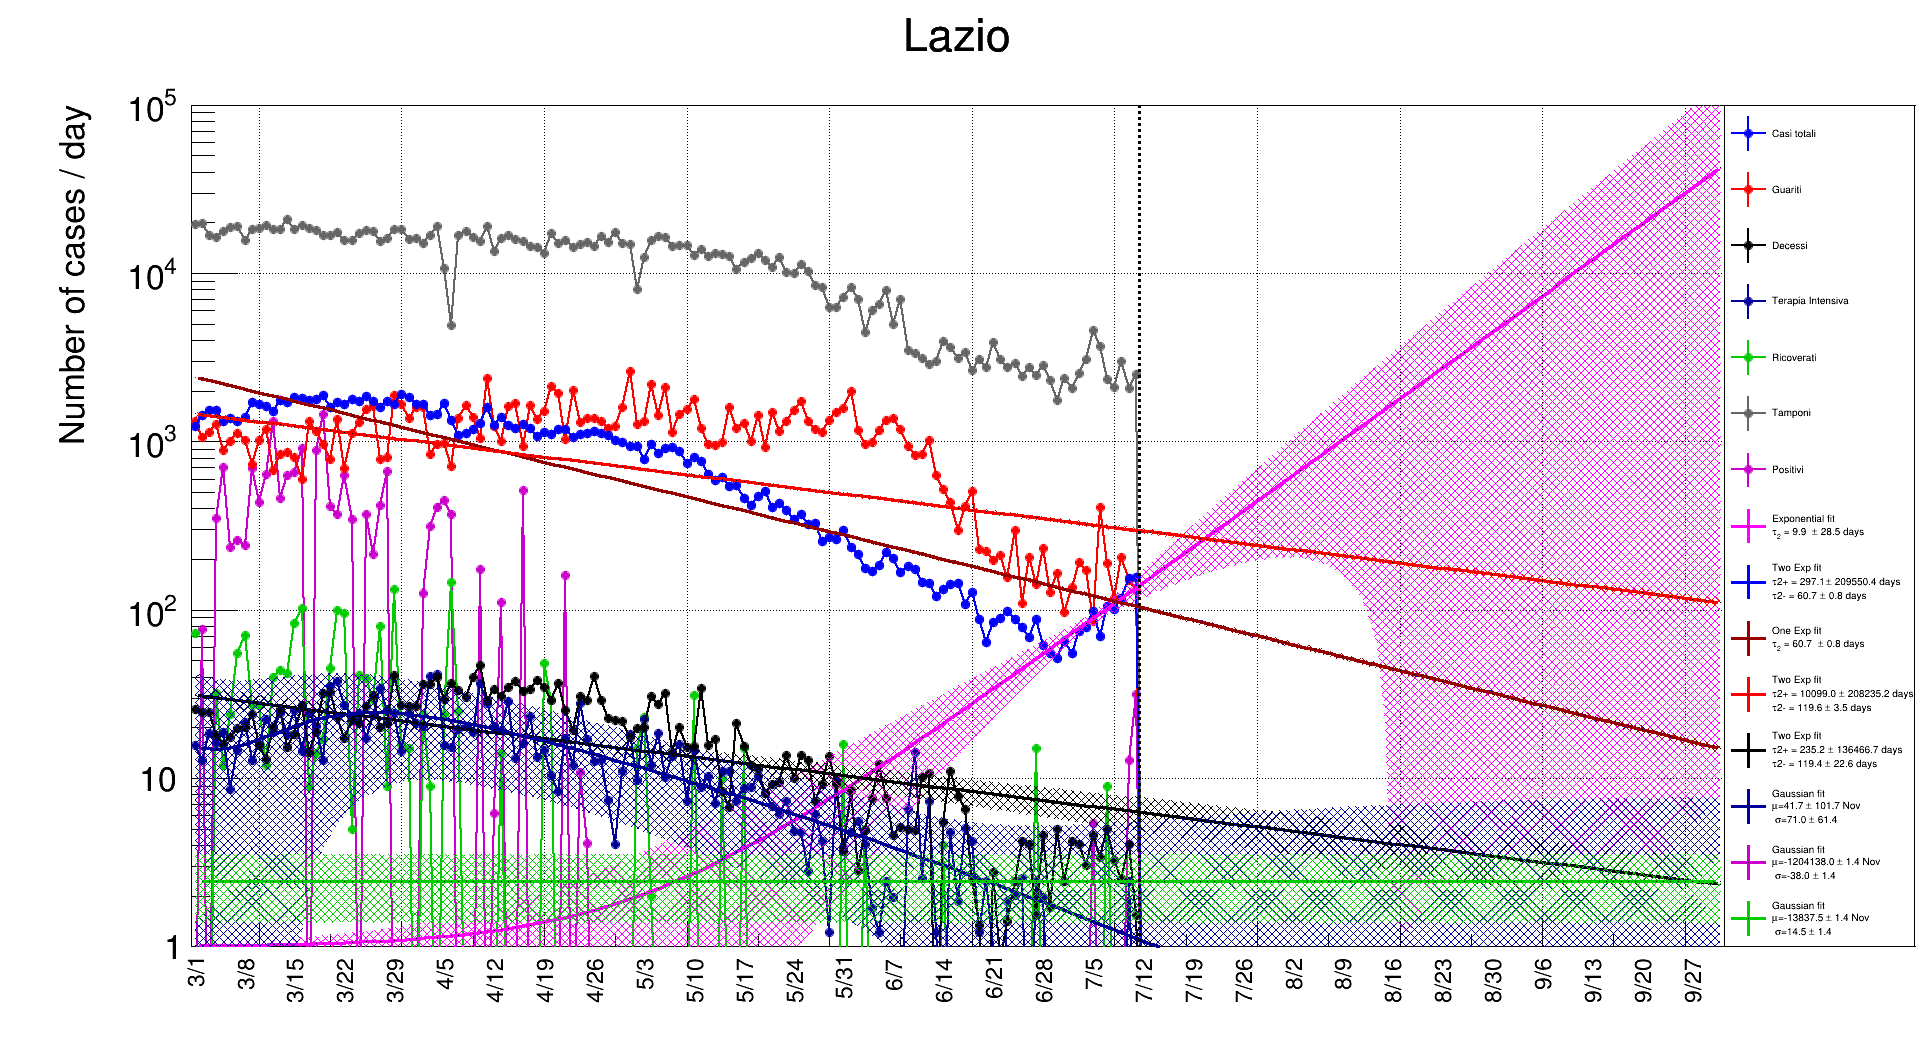 Lazio
Number of cases / day
10⁵
10⁴
10³
10²
10
1
3/1
3/8
3/15
3/22
3/29
4/5
4/12
4/19
4/26
5/3
5/10
5/17
5/24
5/31
6/7
6/14
6/21
6/28
7/5
7/12
7/19
7/26
8/2
8/9
8/16
8/23
8/30
9/6
9/13
9/20
9/27
Casi totali
Guariti
Decessi
Terapia Intensiva
Ricoverati
Tamponi
Positivi
Exponential fit
τ₂ = 9.9 ± 28.5 days
Two Exp fit
τ2+ = 297.1 ± 209550.4 days
τ2- = 60.7 ± 0.8 days
One Exp fit
τ₂ = 60.7 ± 0.8 days
Two Exp fit
τ2+ = 10099.0 ± 208235.2 days
τ2- = 119.6 ± 3.5 days
Two Exp fit
τ2+ = 235.2 ± 136466.7 days
τ2- = 119.4 ± 22.6 days
Gaussian fit
μ=41.7 ± 101.7 Nov
σ=71.0 ± 61.4
Gaussian fit
μ=-1204138.0 ± 1.4 Nov
σ=-38.0 ± 1.4
Gaussian fit
μ=-13837.5 ± 1.4 Nov
σ=14.5 ± 1.4